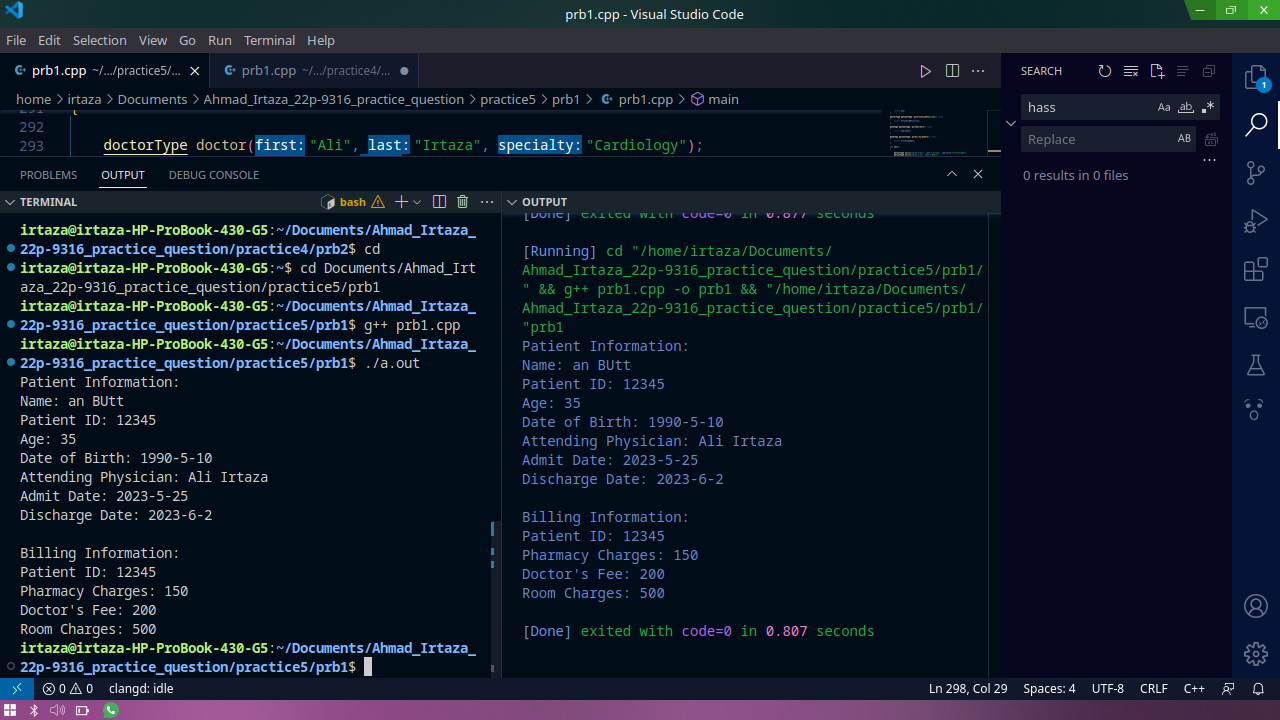 prb1.cpp - Visual Studio Code
File Edit Selection View Go Run Terminal Help
prb1.cpp ~/.../practice5/... prb1.cpp ~/.../practice4/...
home > irtaza > Documents > Ahmad_Irtaza_22p-9316_practice_question > practice5 > prb1 > prb1.cpp > main
291 {
292
293 doctorType doctor(first: "Ali", last: "Irtaza", specialty: "Cardiology");
PROBLEMS OUTPUT DEBUG CONSOLE
TERMINAL
bash
irtaza@irtaza-HP-ProBook-430-G5:~/Documents/Ahmad_Irtaza_
22p-9316_practice_question/practice4/prb2$ cd
irtaza@irtaza-HP-ProBook-430-G5:~$ cd Documents/Ahmad_Irt
aza_22p-9316_practice_question/practice5/prb1
irtaza@irtaza-HP-ProBook-430-G5:~/Documents/Ahmad_Irtaza_
22p-9316_practice_question/practice5/prb1$ g++ prb1.cpp
irtaza@irtaza-HP-ProBook-430-G5:~/Documents/Ahmad_Irtaza_
22p-9316_practice_question/practice5/prb1$ ./a.out
Patient Information:
Name: an BUtt
Patient ID: 12345
Age: 35
Date of Birth: 1990-5-10
Attending Physician: Ali Irtaza
Admit Date: 2023-5-25
Discharge Date: 2023-6-2
Billing Information:
Patient ID: 12345
Pharmacy Charges: 150
Doctor's Fee: 200
Room Charges: 500
irtaza@irtaza-HP-ProBook-430-G5:~/Documents/Ahmad_Irtaza_
22p-9316_practice_question/practice5/prb1$
OUTPUT
[Done] exited with code=0 in 0.877 seconds
[Running] cd "/home/irtaza/Documents/
Ahmad_Irtaza_22p-9316_practice_question/practice5/prb1/
" && g++ prb1.cpp -o prb1 && "/home/irtaza/Documents/
Ahmad_Irtaza_22p-9316_practice_question/practice5/prb1/
"prb1
Patient Information:
Name: an BUtt
Patient ID: 12345
Age: 35
Date of Birth: 1990-5-10
Attending Physician: Ali Irtaza
Admit Date: 2023-5-25
Discharge Date: 2023-6-2
Billing Information:
Patient ID: 12345
Pharmacy Charges: 150
Doctor's Fee: 200
Room Charges: 500
[Done] exited with code=0 in 0.807 seconds
SEARCH
hass Aa ab .*
Replace AB
0 results in 0 files
1
0 0 clangd: idle
Ln 298, Col 29 Spaces: 4 UTF-8 CRLF C++